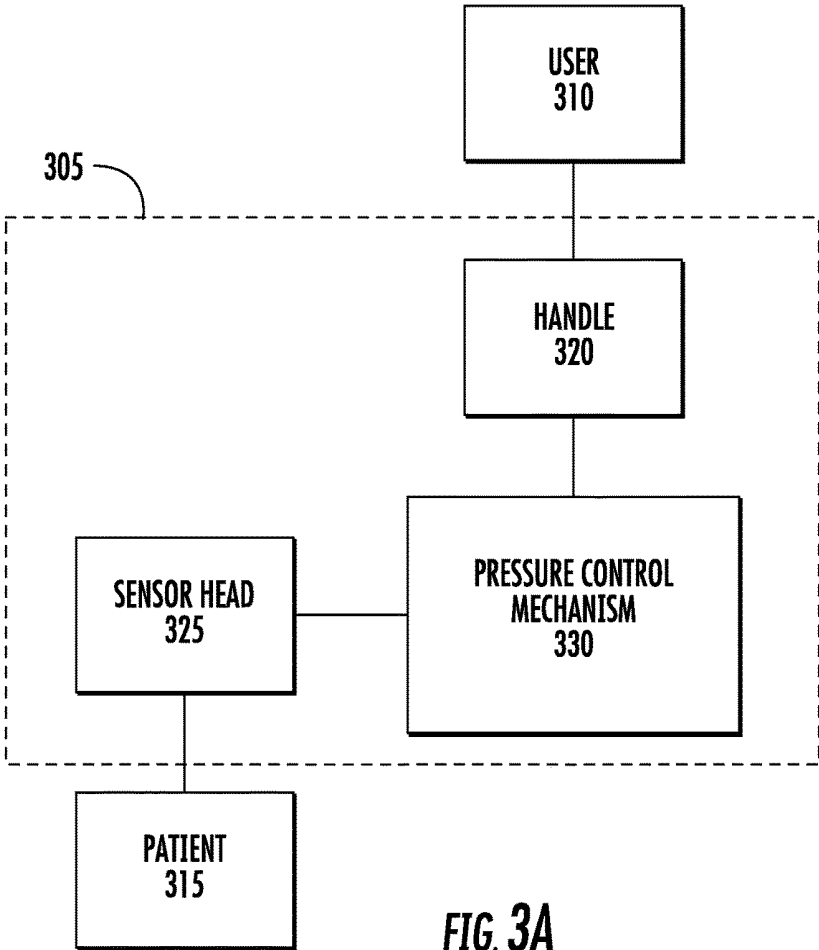 USER
310
305
HANDLE
320
PRESSURE CONTROL
MECHANISM
330
SENSOR HEAD
325
PATIENT
315
FIG. 3A